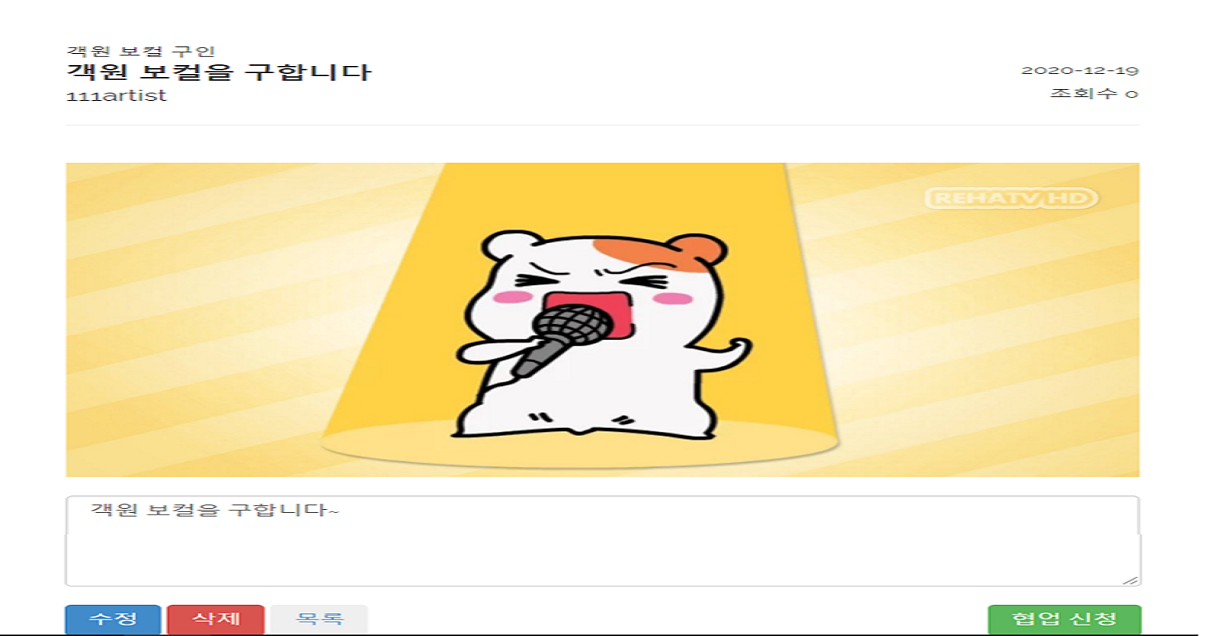 객원 보컬 구인
객원 보컬을 구합니다
111artist
2020-12-19
조회수 0
REHATV HD
객원 보컬을 구합니다~
수정
삭제
목록
협업 신청